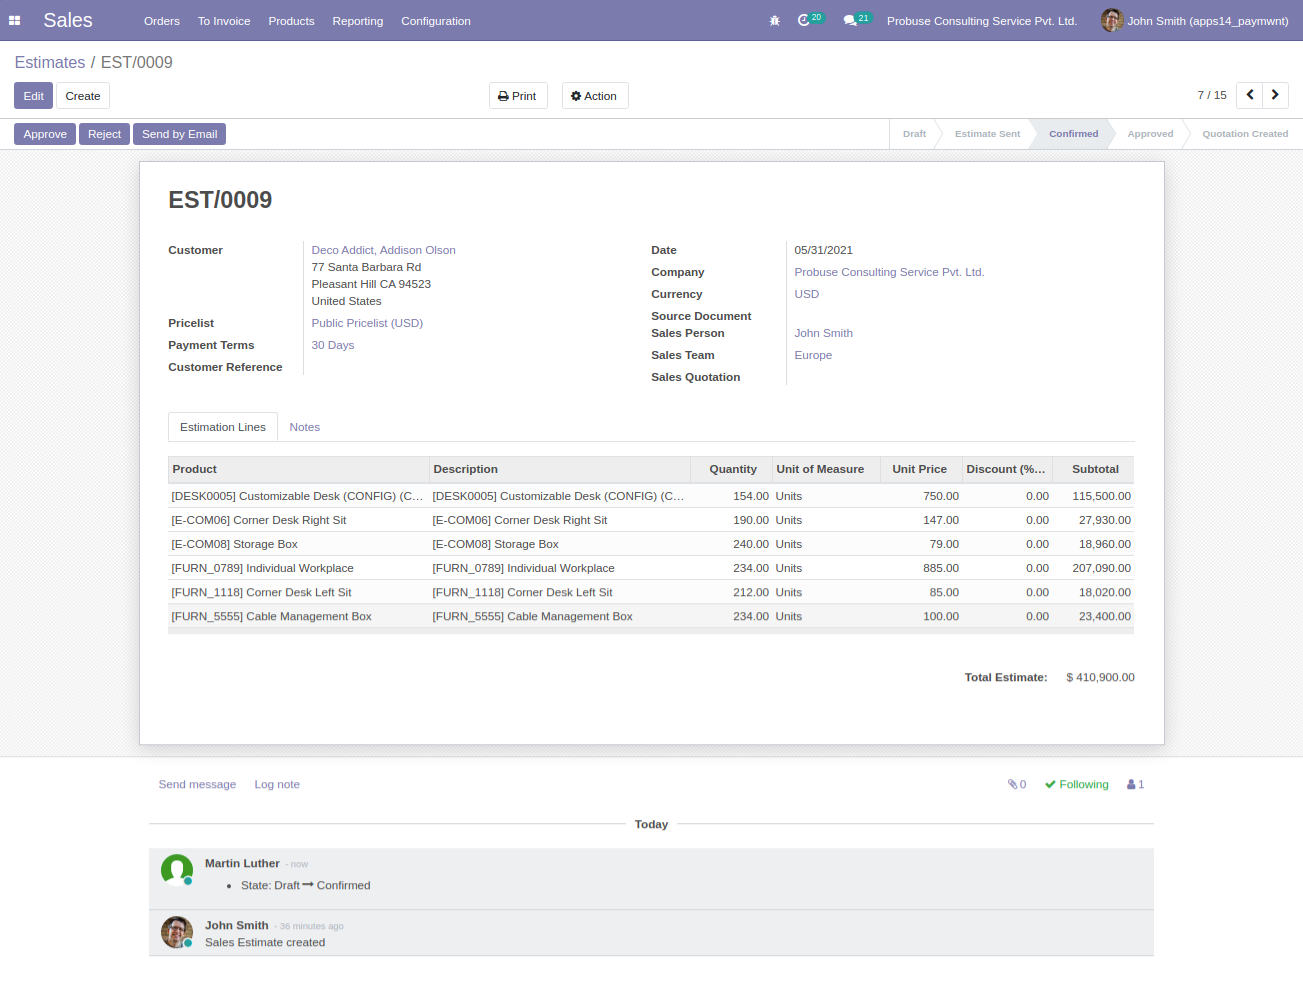 Sales Orders To Invoice Products Reporting Configuration 20 21 Probuse Consulting Service Pvt. Ltd. John Smith (apps14_paymwnt)
Estimates / EST/0009
Edit Create Print Action 7 / 15
Approve Reject Send by Email Draft Estimate Sent Confirmed Approved Quotation Created
EST/0009
Customer Deco Addict, Addison Olson
77 Santa Barbara Rd
Pleasant Hill CA 94523
United States
Pricelist Public Pricelist (USD)
Payment Terms 30 Days
Customer Reference
Date 05/31/2021
Company Probuse Consulting Service Pvt. Ltd.
Currency USD
Source Document
Sales Person John Smith
Sales Team Europe
Sales Quotation
Estimation Lines Notes
Product Description Quantity Unit of Measure Unit Price Discount (%... Subtotal
[DESK0005] Customizable Desk (CONFIG) (C... [DESK0005] Customizable Desk (CONFIG) (C... 154.00 Units 750.00 0.00 115,500.00
[E-COM06] Corner Desk Right Sit [E-COM06] Corner Desk Right Sit 190.00 Units 147.00 0.00 27,930.00
[E-COM08] Storage Box [E-COM08] Storage Box 240.00 Units 79.00 0.00 18,960.00
[FURN_0789] Individual Workplace [FURN_0789] Individual Workplace 234.00 Units 885.00 0.00 207,090.00
[FURN_1118] Corner Desk Left Sit [FURN_1118] Corner Desk Left Sit 212.00 Units 85.00 0.00 18,020.00
[FURN_5555] Cable Management Box [FURN_5555] Cable Management Box 234.00 Units 100.00 0.00 23,400.00
Total Estimate: $ 410,900.00
Send message Log note 0 Following 1
Today
Martin Luther - now
• State: Draft → Confirmed
John Smith - 36 minutes ago
Sales Estimate created